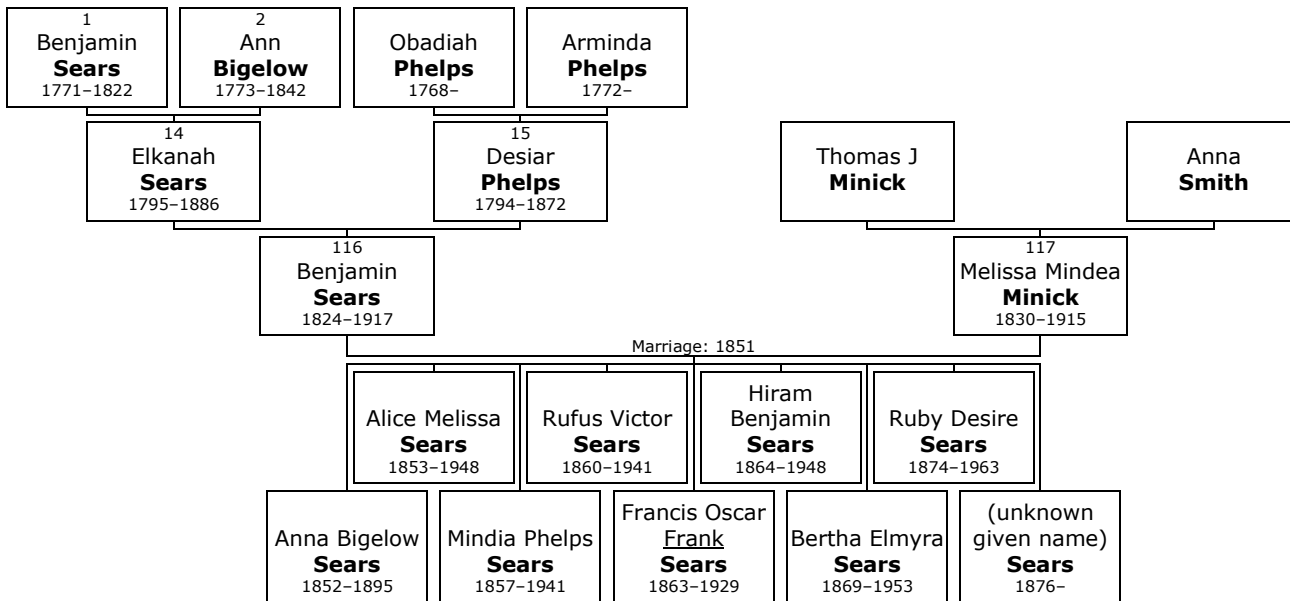 1
Benjamin
Sears
1771–1822
2
Ann
Bigelow
1773–1842
Obadiah
Phelps
1768–
Arminda
Phelps
1772–
14
Elkanah
Sears
1795–1886
15
Desiar
Phelps
1794–1872
Thomas J
Minick
Anna
Smith
116
Benjamin
Sears
1824–1917
117
Melissa Mindea
Minick
1830–1915
Marriage: 1851
Alice Melissa
Sears
1853–1948
Rufus Victor
Sears
1860–1941
Hiram
Benjamin
Sears
1864–1948
Ruby Desire
Sears
1874–1963
Anna Bigelow
Sears
1852–1895
Mindia Phelps
Sears
1857–1941
Francis Oscar
Frank
Sears
1863–1929
Bertha Elmyra
Sears
1869–1953
(unknown
given name)
Sears
1876–